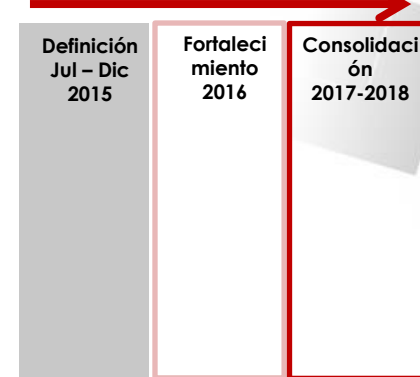 Definición
Jul – Dic
2015
Fortaleci
miento
2016
Consolidaci
ón
2017-2018